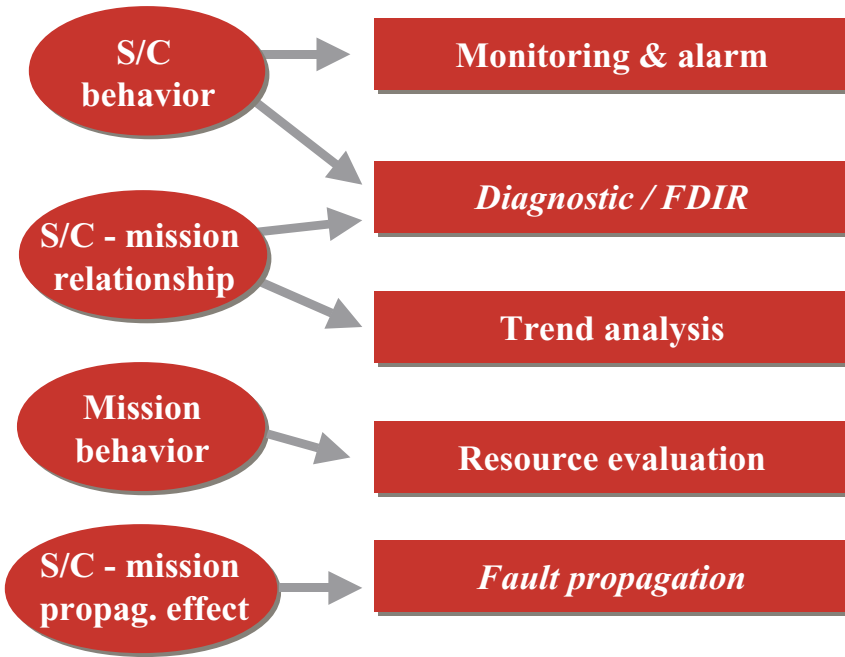 S/C
behavior
Monitoring & alarm
Diagnostic / FDIR
S/C - mission
relationship
Trend analysis
Mission
behavior
Resource evaluation
S/C - mission
propag. effect
Fault propagation